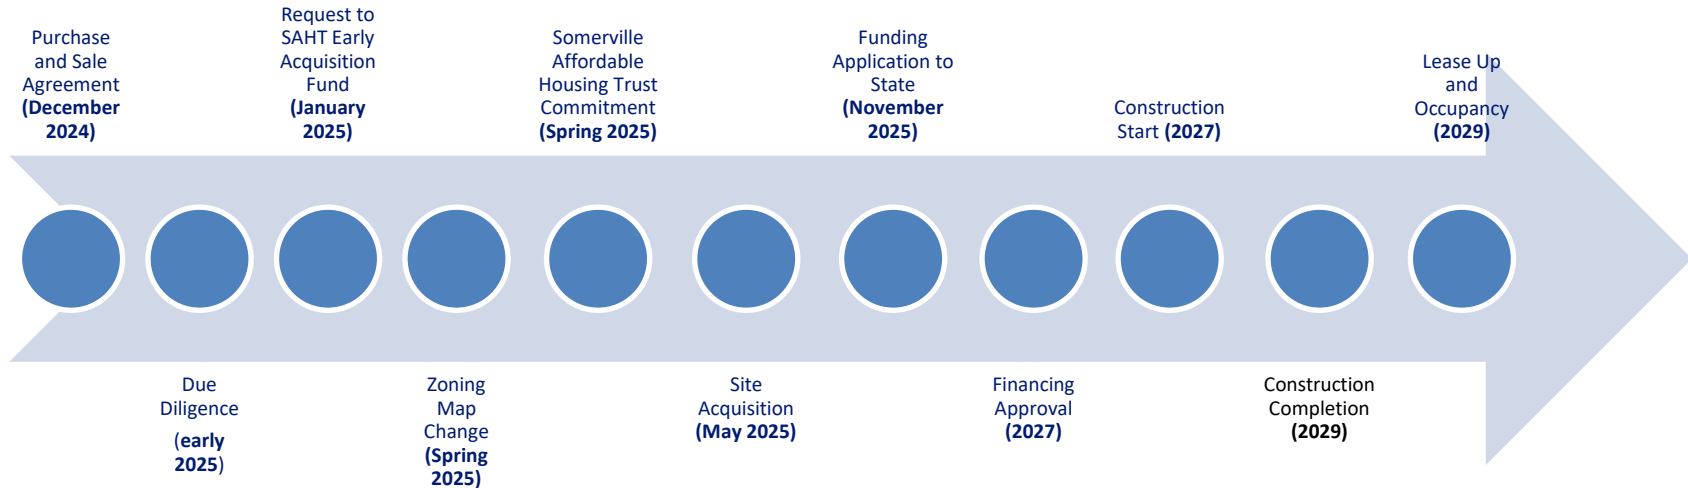 Purchase
and Sale
Agreement
(December
2024)
Due
Diligence
(early
2025)
Request to
SAHT Early
Acquisition
Fund
(January
2025)
Zoning
Map
Change
(Spring
2025)
Somerville
Affordable
Housing Trust
Commitment
(Spring 2025)
Site
Acquisition
(May 2025)
Funding
Application to
State
(November
2025)
Financing
Approval
(2027)
Construction
Start (2027)
Construction
Completion
(2029)
Lease Up
and
Occupancy
(2029)